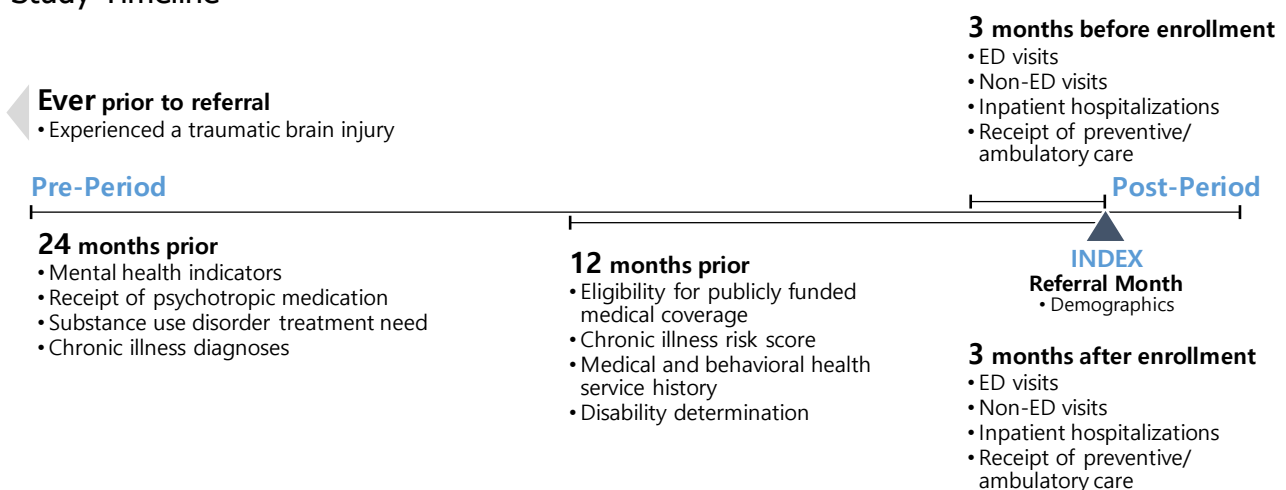 Study Timeline
3 months before enrollment
• ED visits
• Non-ED visits
• Inpatient hospitalizations
• Receipt of preventive/
ambulatory care
Ever prior to referral
• Experienced a traumatic brain injury
Pre-Period
Post-Period
24 months prior
• Mental health indicators
• Receipt of psychotropic medication
• Substance use disorder treatment need
• Chronic illness diagnoses
12 months prior
• Eligibility for publicly funded
medical coverage
• Chronic illness risk score
• Medical and behavioral health
service history
• Disability determination
INDEX
Referral Month
• Demographics
3 months after enrollment
• ED visits
• Non-ED visits
• Inpatient hospitalizations
• Receipt of preventive/
ambulatory care